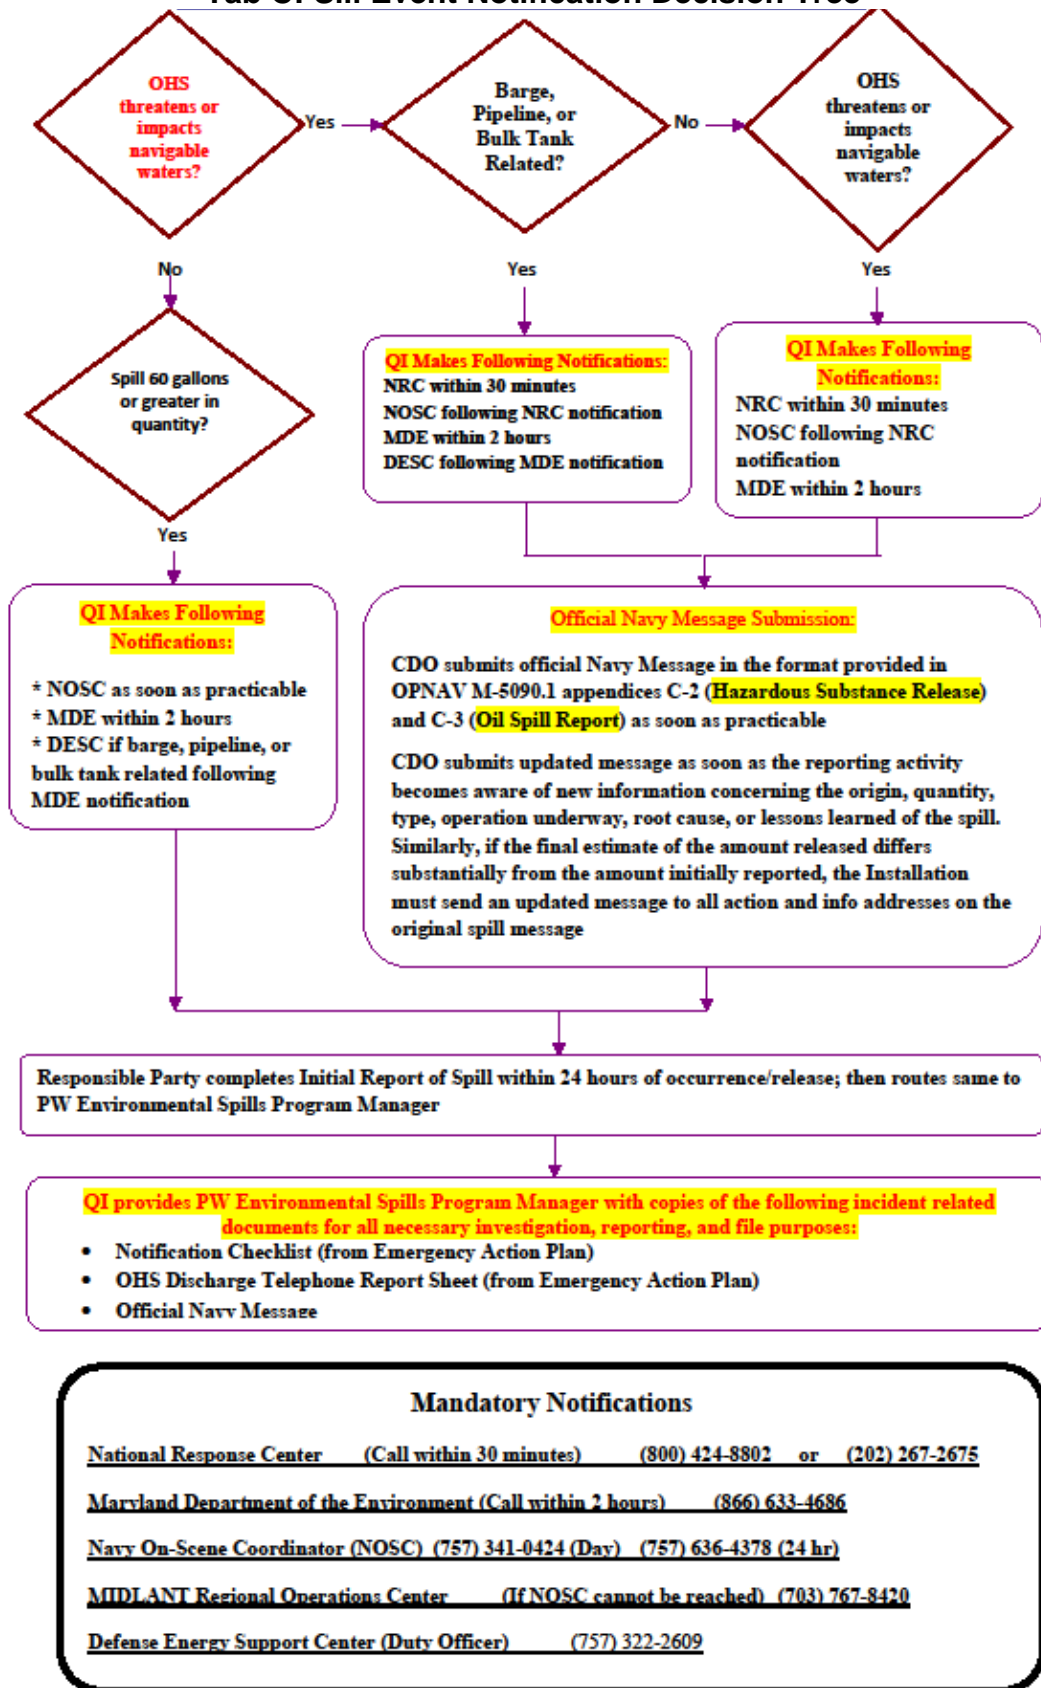 Tab C: Sill Event Notification Decision Tree
OHS
threatens or
impacts
navigable
waters?
Yes
Barge,
Pipeline, or
Bulk Tank
Related?
No
OHS
threatens or
impacts
navigable
waters?
No
Yes
Yes
Spill 60 gallons
or greater in
quantity?
QI Makes Following Notifications:
NRC within 30 minutes
NOSC following NRC notification
MDE within 2 hours
DESC following MDE notification
QI Makes Following
Notifications:
NRC within 30 minutes
NOSC following NRC
notification
MDE within 2 hours
Yes
QI Makes Following
Notifications:
* NOSC as soon as practicable
* MDE within 2 hours
* DESC if barge, pipeline, or
bulk tank related following
MDE notification
Official Navy Message Submission:
CDO submits official Navy Message in the format provided in
OPNAV M-5090.1 appendices C-2 (Hazardous Substance Release)
and C-3 (Oil Spill Report) as soon as practicable
CDO submits updated message as soon as the reporting activity
becomes aware of new information concerning the origin, quantity,
type, operation underway, root cause, or lessons learned of the spill.
Similarly, if the final estimate of the amount released differs
substantially from the amount initially reported, the Installation
must send an updated message to all action and info addresses on the
original spill message
Responsible Party completes Initial Report of Spill within 24 hours of occurrence/release; then routes same to
PW Environmental Spills Program Manager
QI provides PW Environmental Spills Program Manager with copies of the following incident related
documents for all necessary investigation, reporting, and file purposes:
• Notification Checklist (from Emergency Action Plan)
• OHS Discharge Telephone Report Sheet (from Emergency Action Plan)
• Official Navy Message
Mandatory Notifications
National Response Center (Call within 30 minutes) (800) 424-8802 or (202) 267-2675
Maryland Department of the Environment (Call within 2 hours) (866) 633-4686
Navy On-Scene Coordinator (NOSC) (757) 341-0424 (Day) (757) 636-4378 (24 hr)
MIDLANT Regional Operations Center (If NOSC cannot be reached) (703) 767-8420
Defense Energy Support Center (Duty Officer) (757) 322-2609